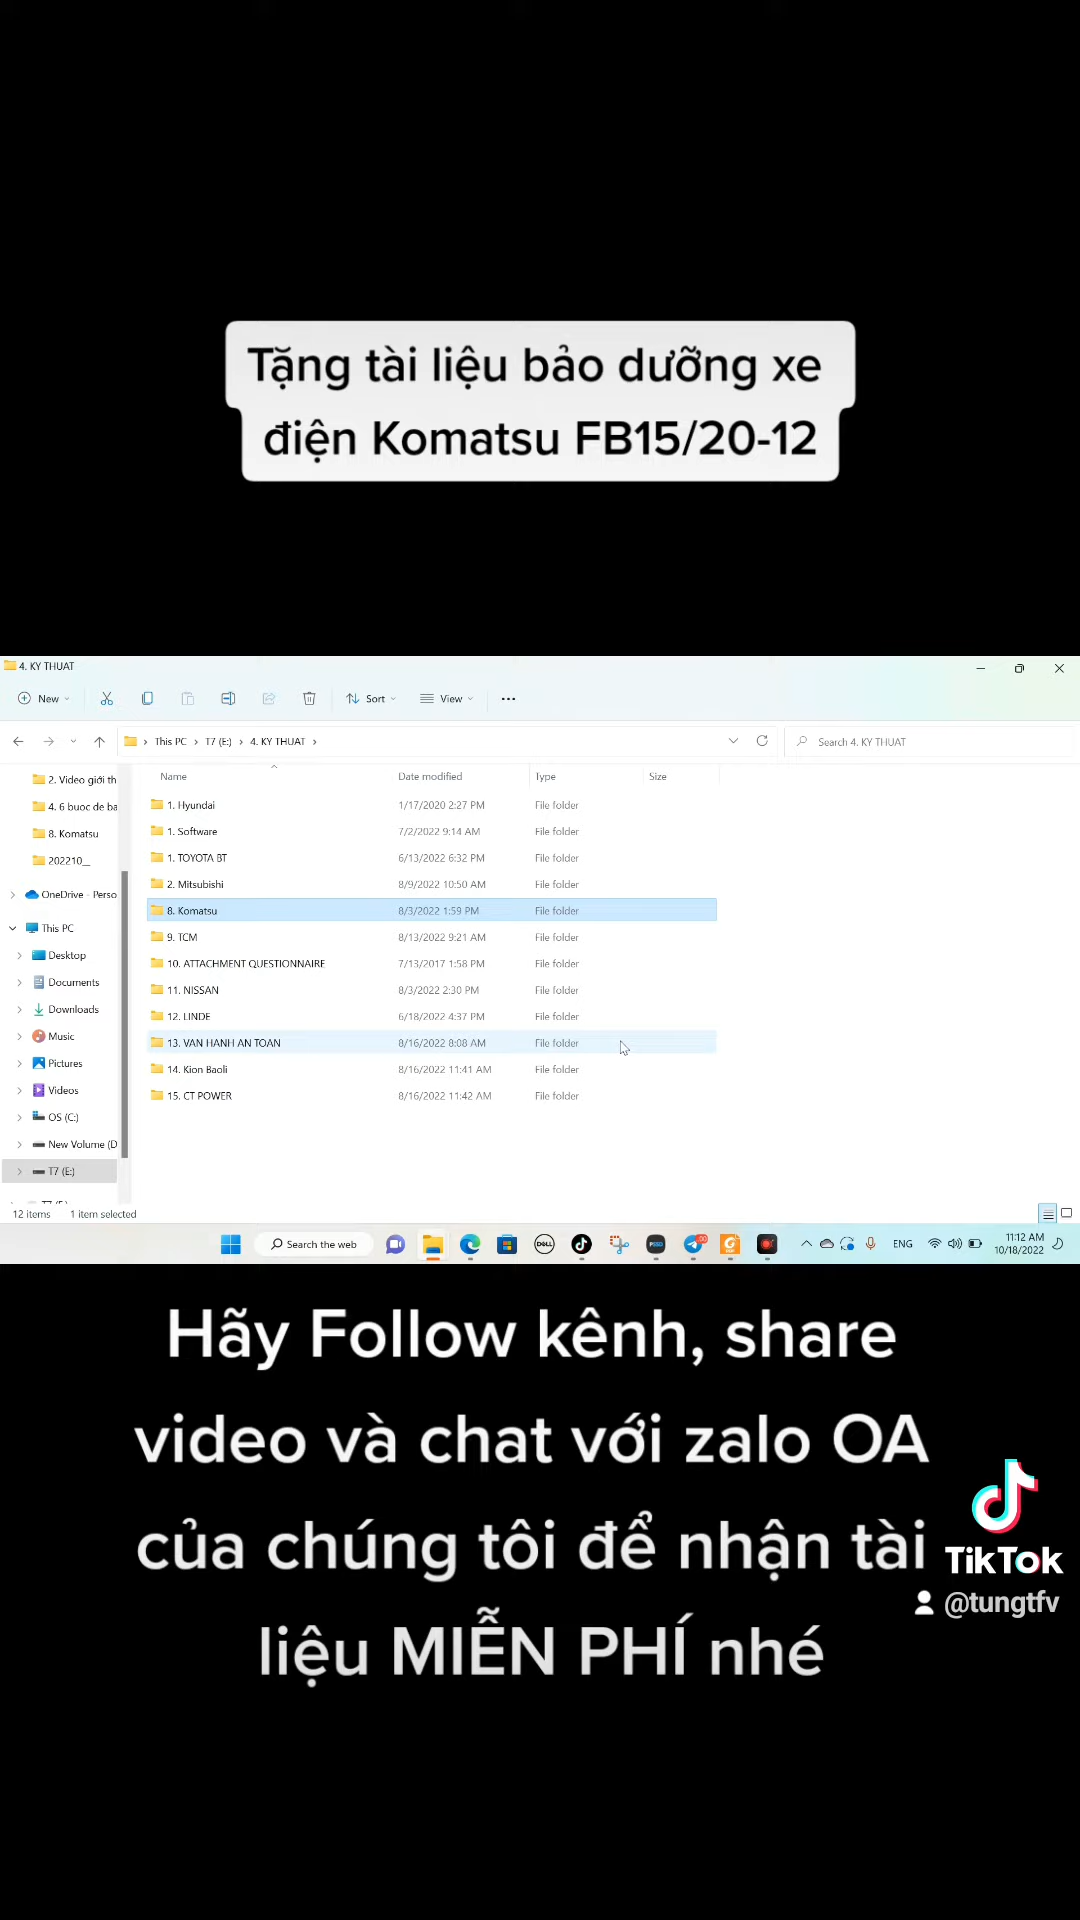 Tặng tài liệu bảo dưỡng xe
điện Komatsu FB15/20-12
4. KY THUAT
New
Sort
View
This PC > T7 (E:) > 4. KY THUAT >
Search 4. KY THUAT
Name Date modified Type Size
2. Video giới th
4. 6 buoc de ba
8. Komatsu
202210__
OneDrive - Perso
This PC
Desktop
Documents
Downloads
Music
Pictures
Videos
OS (C:)
New Volume (D
T7 (E:)
1. Hyundai 1/17/2020 2:27 PM File folder
1. Software 7/2/2022 9:14 AM File folder
1. TOYOTA BT 6/13/2022 6:32 PM File folder
2. Mitsubishi 8/9/2022 10:50 AM File folder
8. Komatsu 8/3/2022 1:59 PM File folder
9. TCM 8/13/2022 9:21 AM File folder
10. ATTACHMENT QUESTIONNAIRE 7/13/2017 1:58 PM File folder
11. NISSAN 8/3/2022 2:30 PM File folder
12. LINDE 6/18/2022 4:37 PM File folder
13. VAN HANH AN TOAN 8/16/2022 8:08 AM File folder
14. Kion Baoli 8/16/2022 11:41 AM File folder
15. CT POWER 8/16/2022 11:42 AM File folder
12 items 1 item selected
Search the web
DELL
ENG
11:12 AM
10/18/2022
Hãy Follow kênh, share
video và chat với zalo OA
của chúng tôi để nhận tài
liệu MIỄN PHÍ nhé
TikTok
@tungtfv